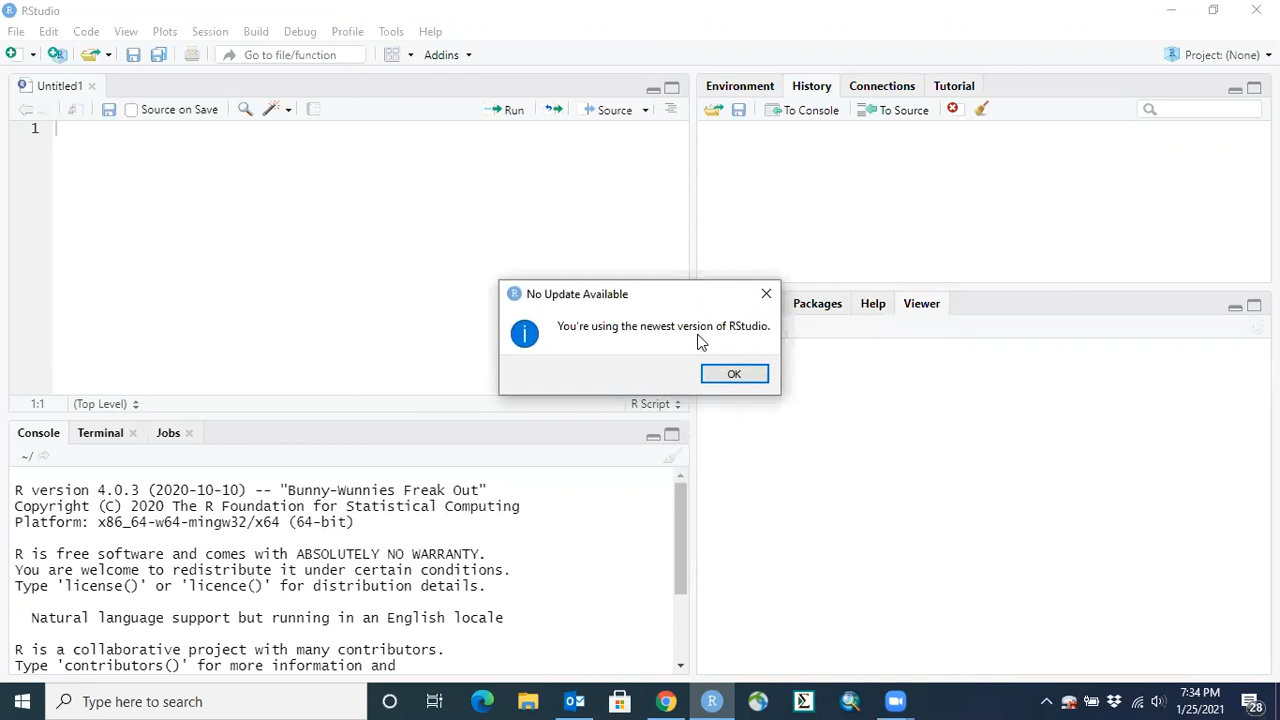 RStudio
File Edit Code View Plots Session Build Debug Profile Tools Help
Go to file/function Addins Project: (None)
Untitled1 Environment History Connections Tutorial
Source on Save Run Source To Console To Source
1
No Update Available
You're using the newest version of RStudio.
OK
Packages Help Viewer
1:1 (Top Level) R Script
Console Terminal Jobs
~/
R version 4.0.3 (2020-10-10) -- "Bunny-Wunnies Freak Out"
Copyright (C) 2020 The R Foundation for Statistical Computing
Platform: x86_64-w64-mingw32/x64 (64-bit)
R is free software and comes with ABSOLUTELY NO WARRANTY.
You are welcome to redistribute it under certain conditions.
Type 'license()' or 'licence()' for distribution details.
Natural language support but running in an English locale
R is a collaborative project with many contributors.
Type 'contributors()' for more information and
Type here to search
7:34 PM
1/25/2021
28